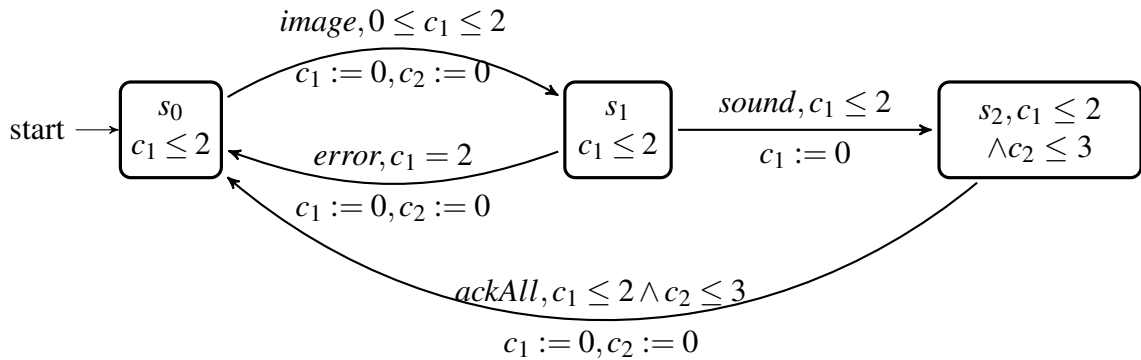 image, 0 ≤ c₁ ≤ 2
c₁ := 0, c₂ := 0
start
s₀
c₁ ≤ 2
s₁
c₁ ≤ 2
sound, c₁ ≤ 2
c₁ := 0
s₂, c₁ ≤ 2
∧c₂ ≤ 3
error, c₁ = 2
c₁ := 0, c₂ := 0
ackAll, c₁ ≤ 2 ∧ c₂ ≤ 3
c₁ := 0, c₂ := 0